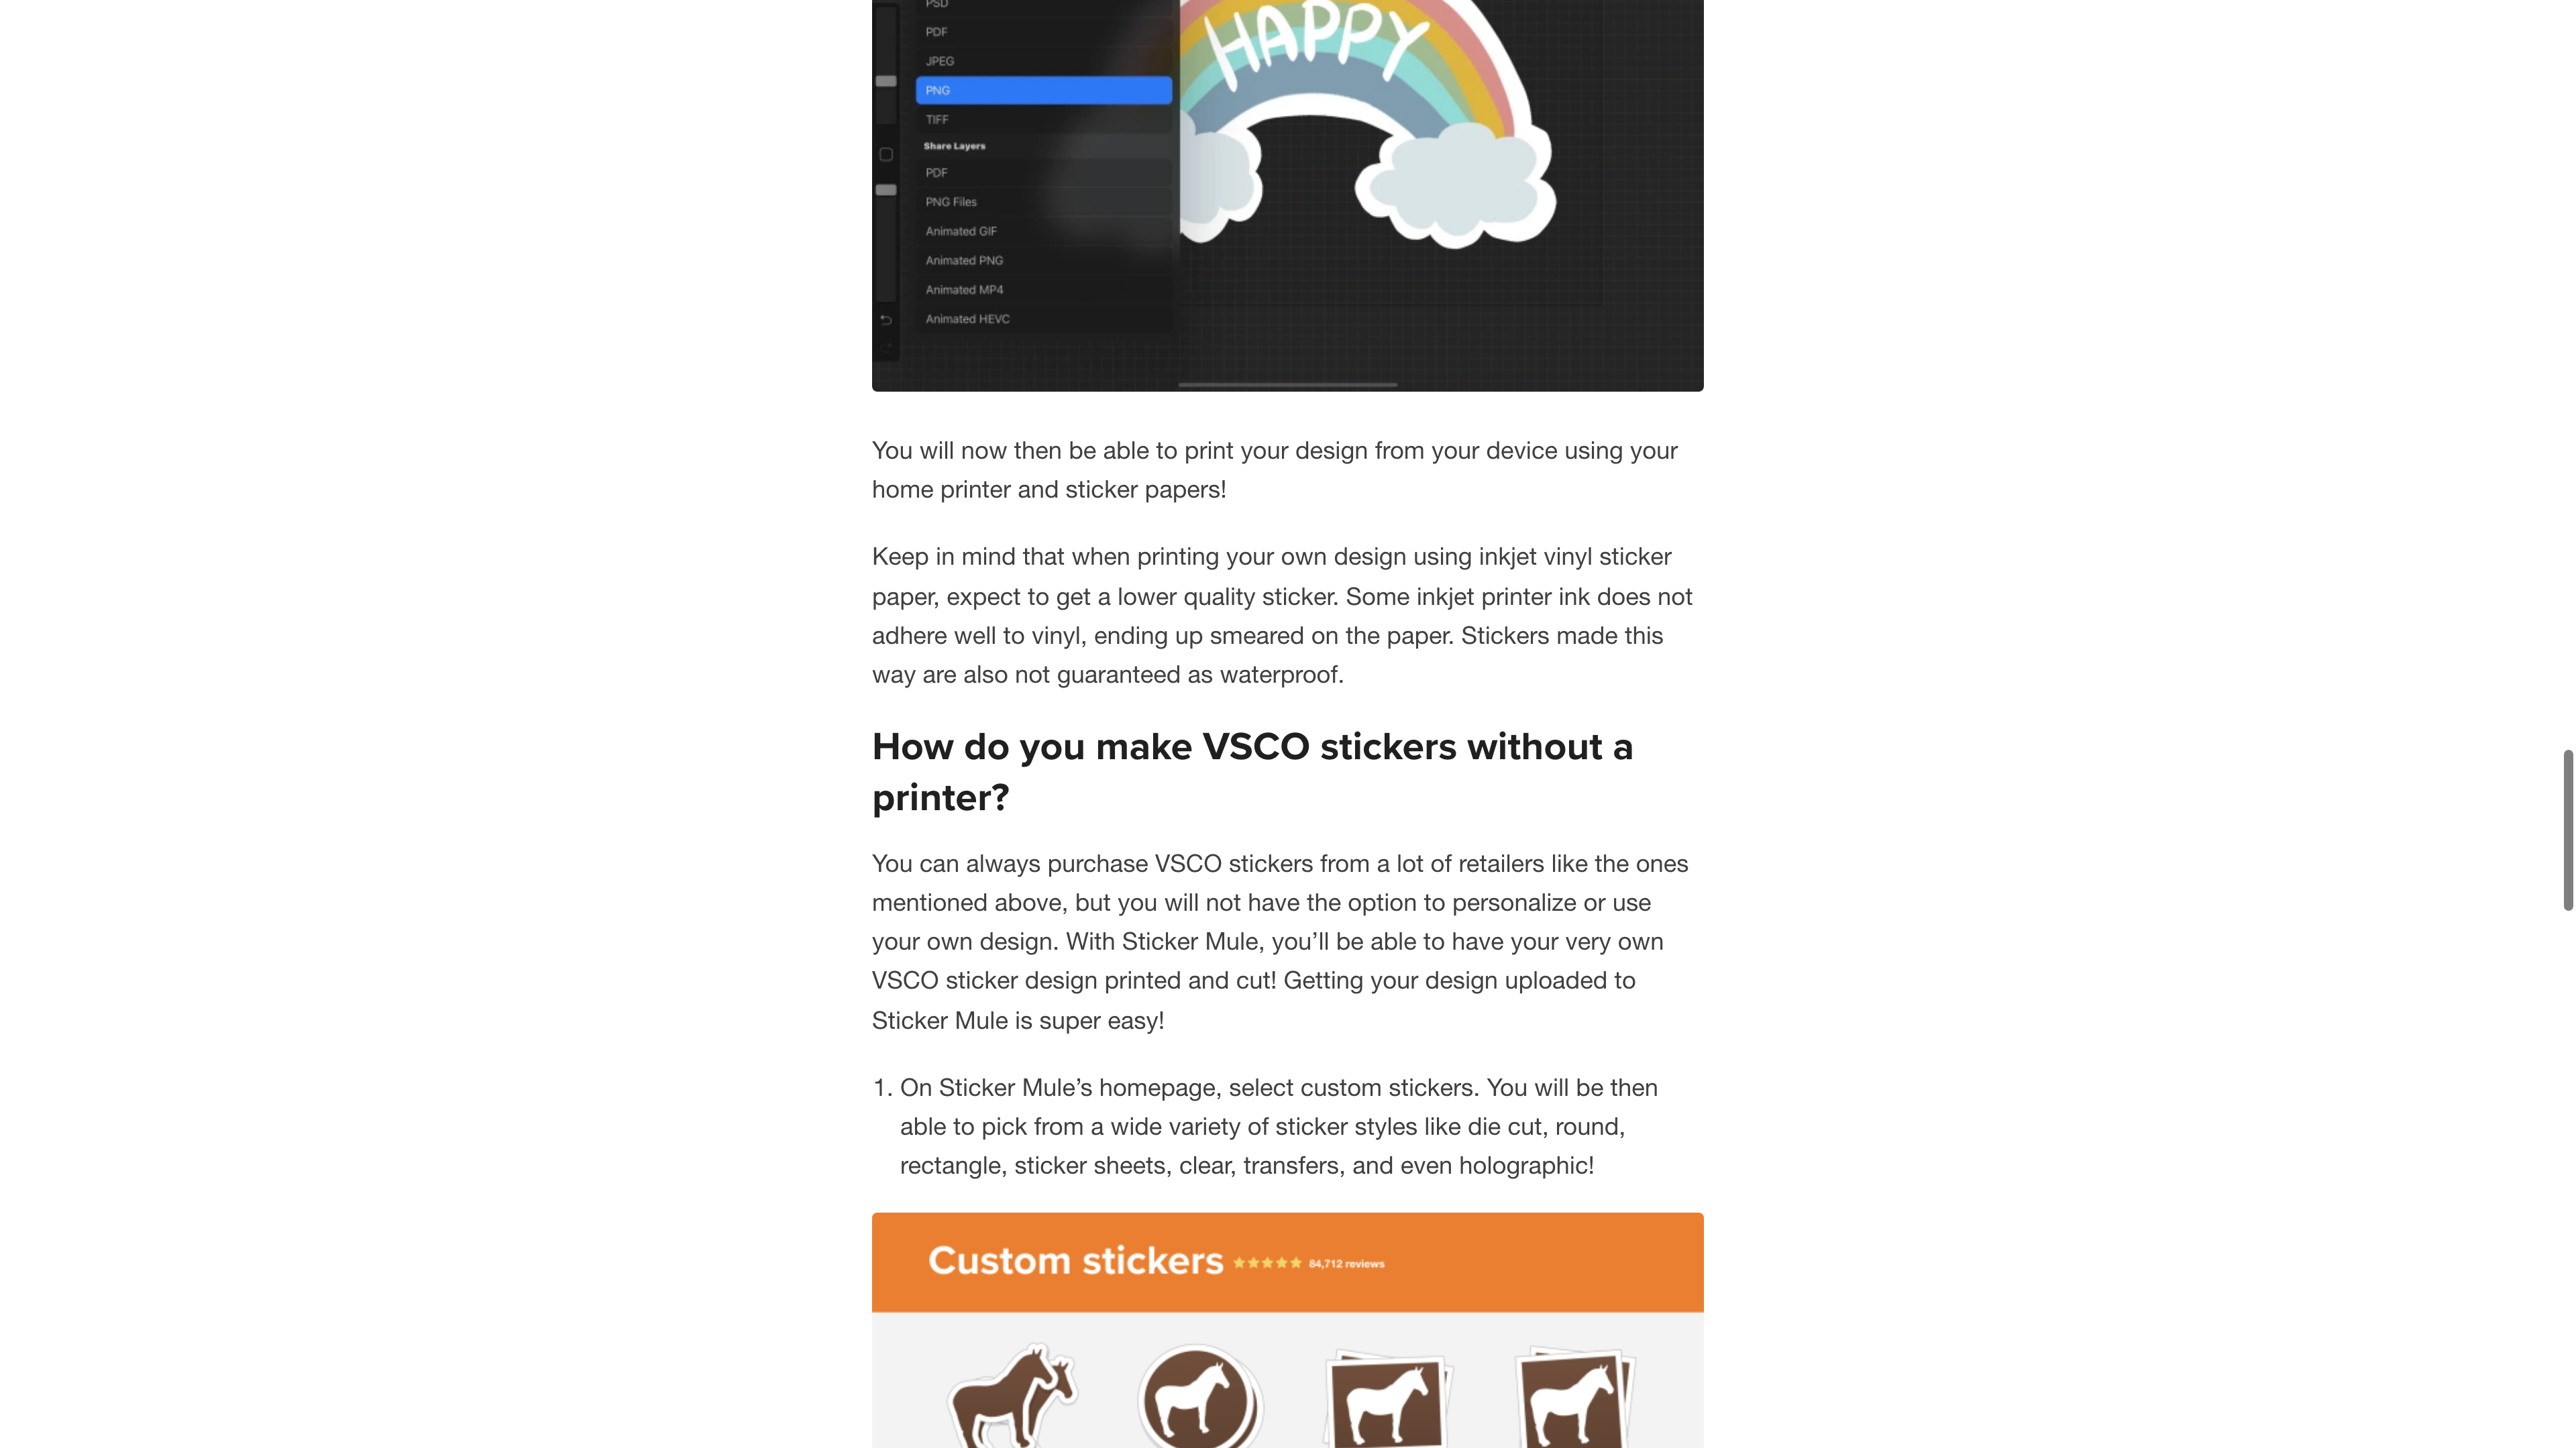 PSD
PDF
JPEG
PNG
TIFF
Share Layers
PDF
PNG Files
Animated GIF
Animated PNG
Animated MP4
Animated HEVC
HAPPY
You will now then be able to print your design from your device using your
home printer and sticker papers!
Keep in mind that when printing your own design using inkjet vinyl sticker
paper, expect to get a lower quality sticker. Some inkjet printer ink does not
adhere well to vinyl, ending up smeared on the paper. Stickers made this
way are also not guaranteed as waterproof.
How do you make VSCO stickers without a
printer?
You can always purchase VSCO stickers from a lot of retailers like the ones
mentioned above, but you will not have the option to personalize or use
your own design. With Sticker Mule, you’ll be able to have your very own
VSCO sticker design printed and cut! Getting your design uploaded to
Sticker Mule is super easy!
1. On Sticker Mule’s homepage, select custom stickers. You will be then
able to pick from a wide variety of sticker styles like die cut, round,
rectangle, sticker sheets, clear, transfers, and even holographic!
Custom stickers ★★★★★ 84,712 reviews